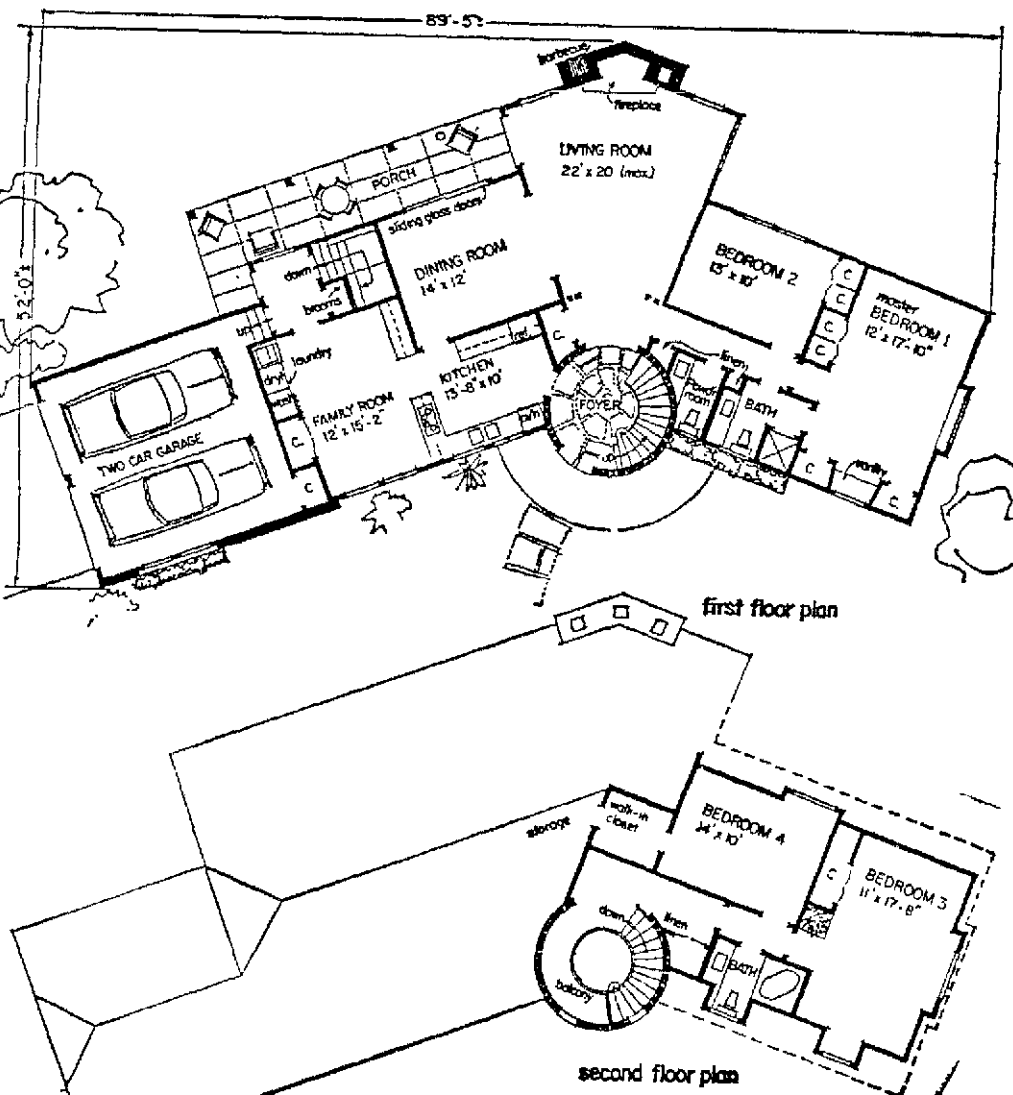 89'-5"±
52'-0"±
barbecue
fireplace
LIVING ROOM
22' x 20 (max.)
PORCH
sliding glass doors
DINING ROOM
14' x 12'
down
brooms
up
laundry
dry.
wash
C
C
FAMILY ROOM
12' x 15'-2"
KITCHEN
13'-8" x 10'
ref.
C
FOYER
UP
TWO CAR GARAGE
BEDROOM 2
13' x 10'
C
C
C
C
master
BEDROOM 1
12' x 17'-10"
linen
room
BATH
C
vanity
C
first floor plan
storage
walk-in
closet
BEDROOM 4
14' x 10'
C
BEDROOM 3
11' x 17'-8"
down
linen
BATH
balcony
second floor plan